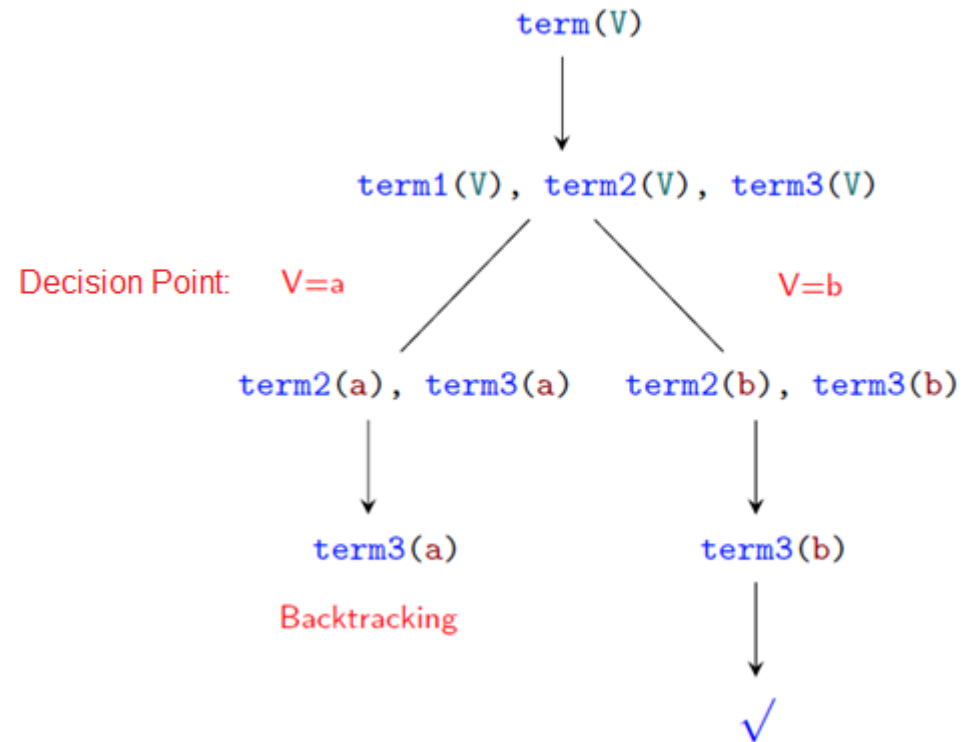 term(V)
term1(V), term2(V), term3(V)
Decision Point: V=a V=b
term2(a), term3(a) term2(b), term3(b)
term3(a) term3(b)
Backtracking
√